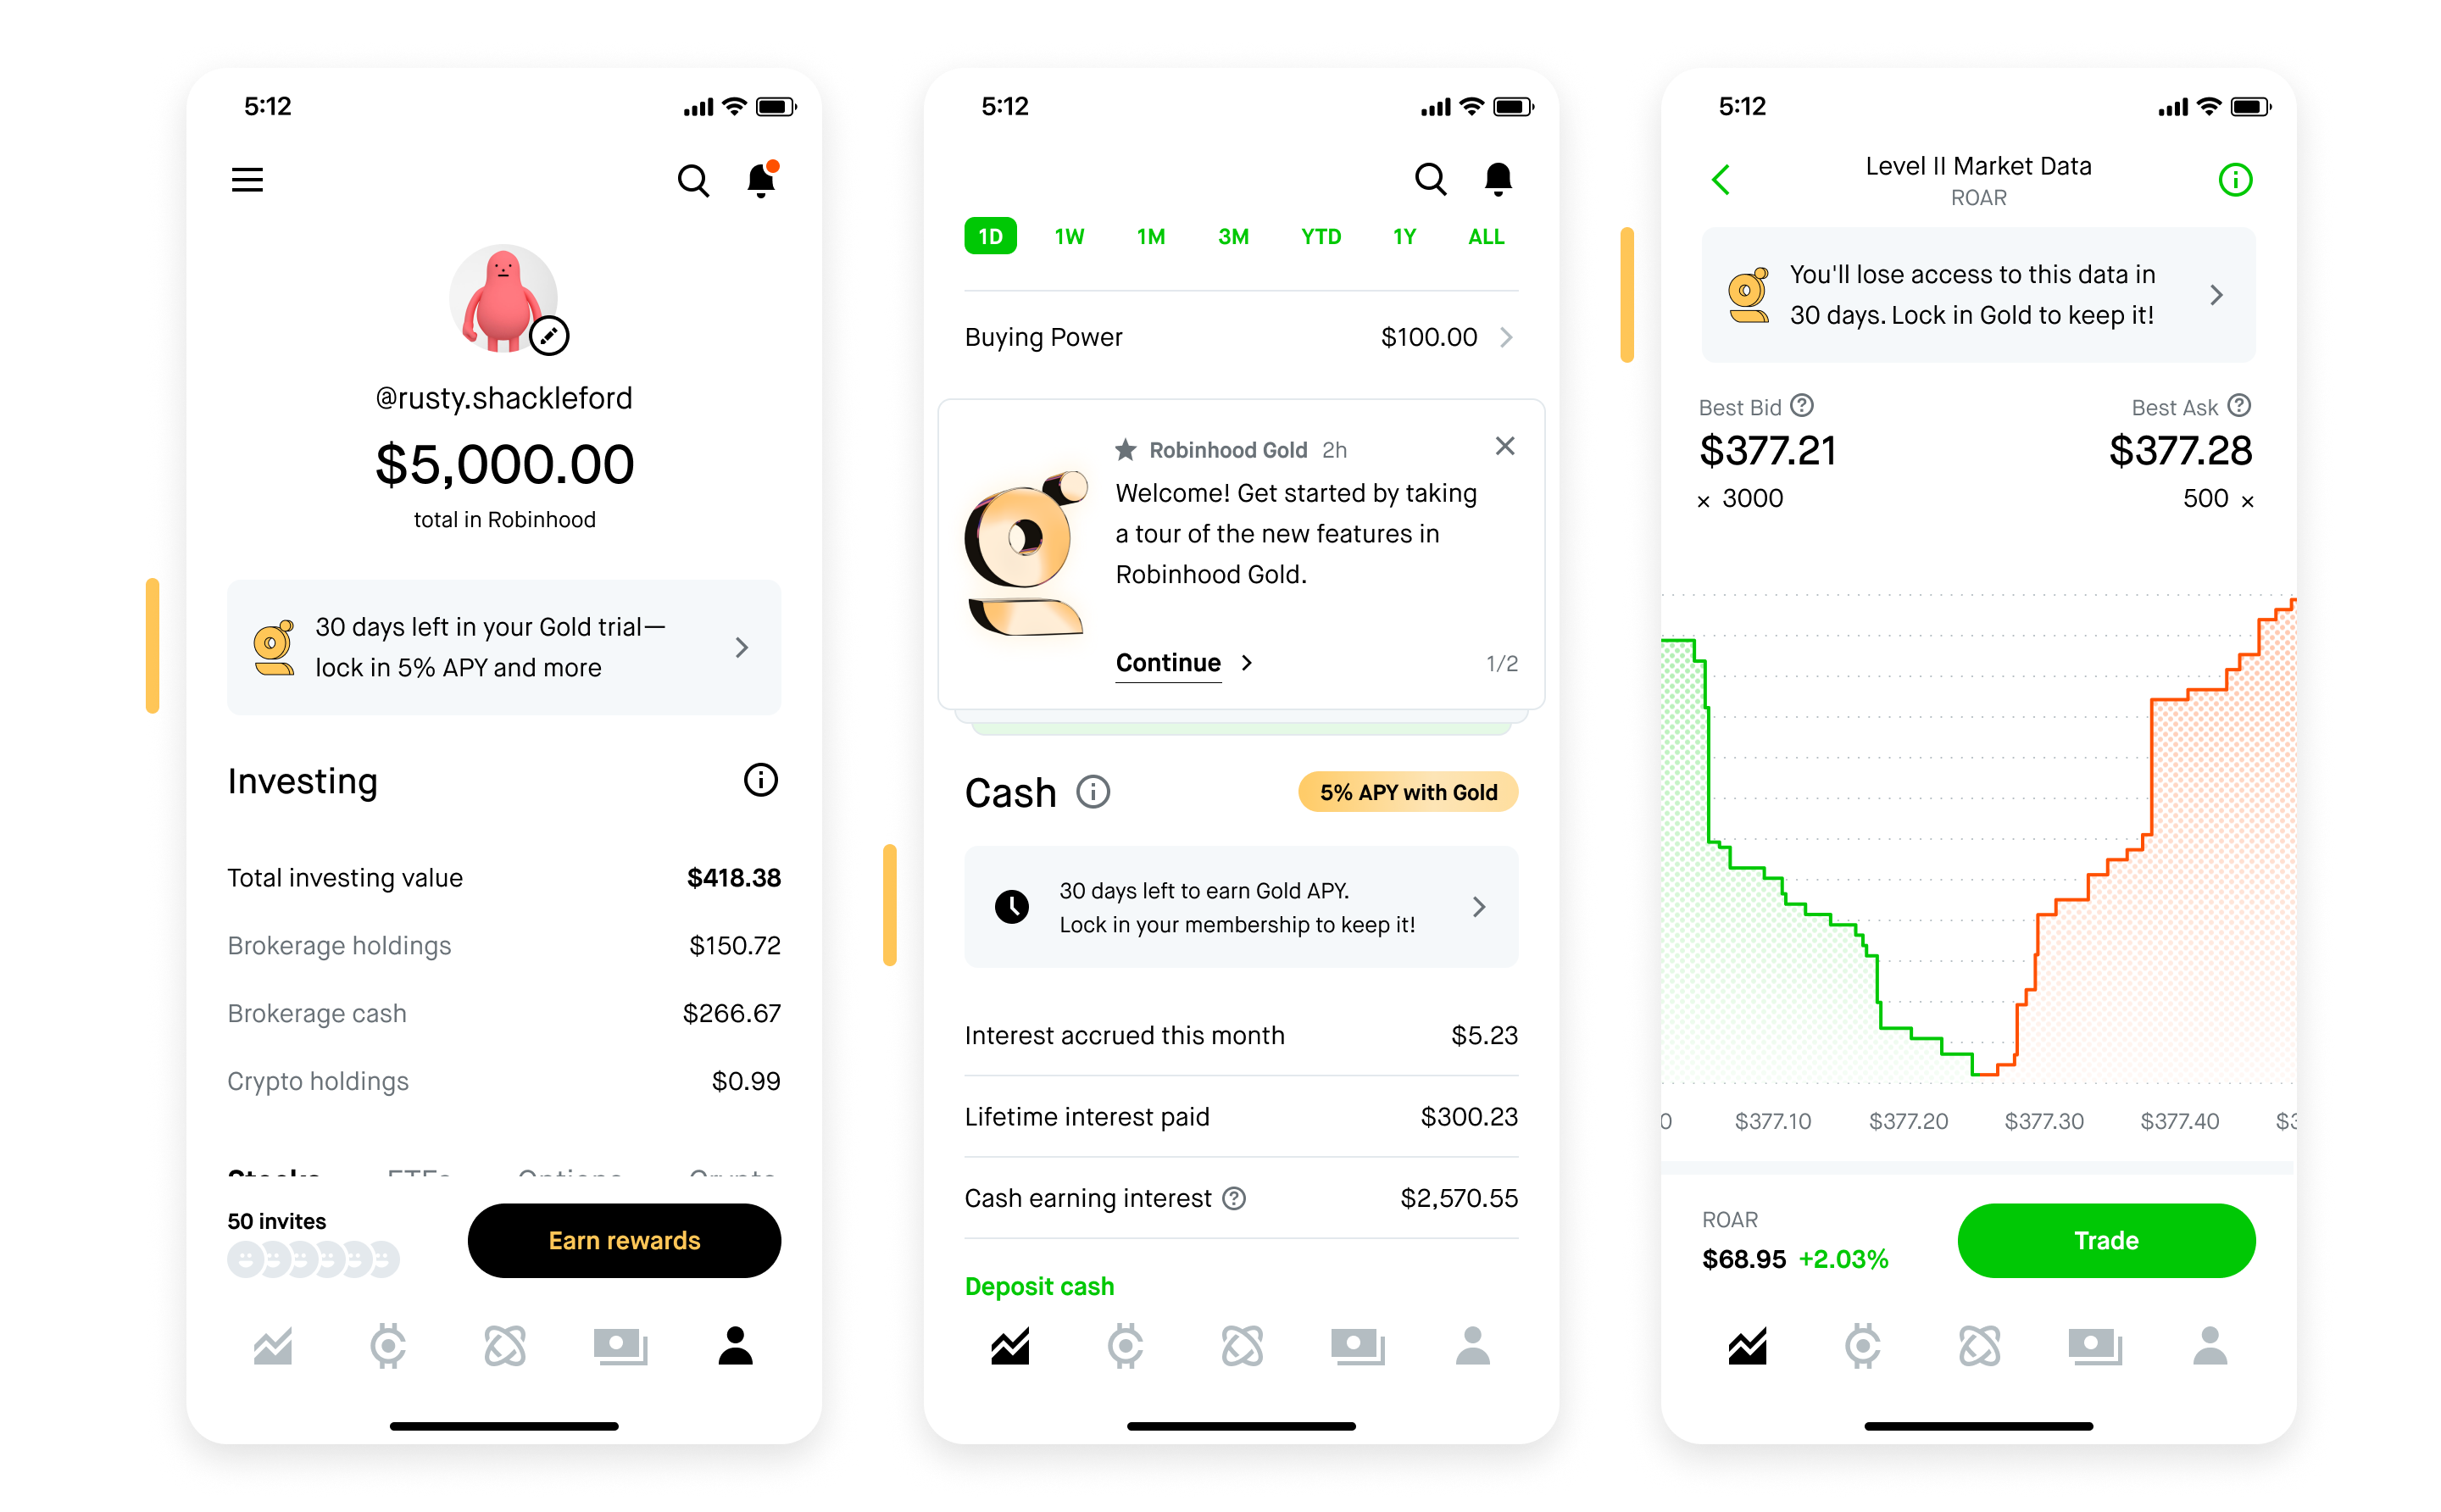 5:12
@rusty.shackleford
$5,000.00
total in Robinhood
30 days left in your Gold trial—
lock in 5% APY and more
Investing
Total investing value $418.38
Brokerage holdings $150.72
Brokerage cash $266.67
Crypto holdings $0.99
Stocks ETFs Options Crypto
50 invites
Earn rewards
5:12
1D 1W 1M 3M YTD 1Y ALL
Buying Power $100.00
Robinhood Gold 2h
Welcome! Get started by taking
a tour of the new features in
Robinhood Gold.
Continue 1/2
Cash 5% APY with Gold
30 days left to earn Gold APY.
Lock in your membership to keep it!
Interest accrued this month $5.23
Lifetime interest paid $300.23
Cash earning interest $2,570.55
Deposit cash
5:12
Level II Market Data
ROAR
You'll lose access to this data in
30 days. Lock in Gold to keep it!
Best Bid Best Ask
$377.21 $377.28
× 3000 500 ×
$377.10 $377.20 $377.30 $377.40
ROAR
$68.95 +2.03%
Trade